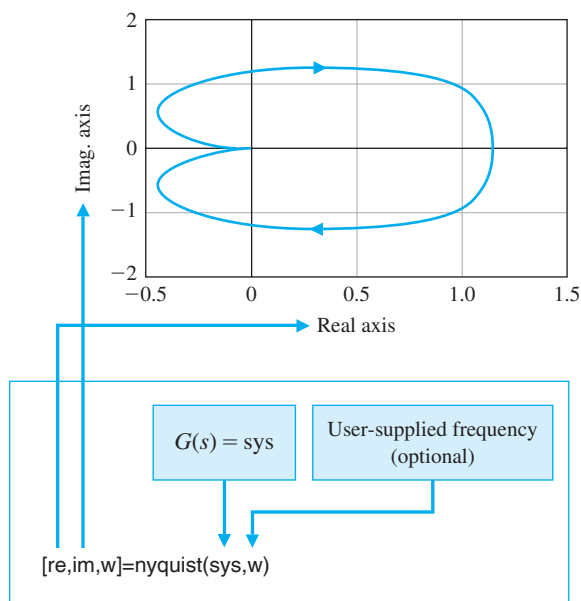 2
1
0
−1
−2
Imag. axis
−0.5 0 0.5 1.0 1.5
Real axis
G(s) = sys
User-supplied frequency
(optional)
[re,im,w]=nyquist(sys,w)